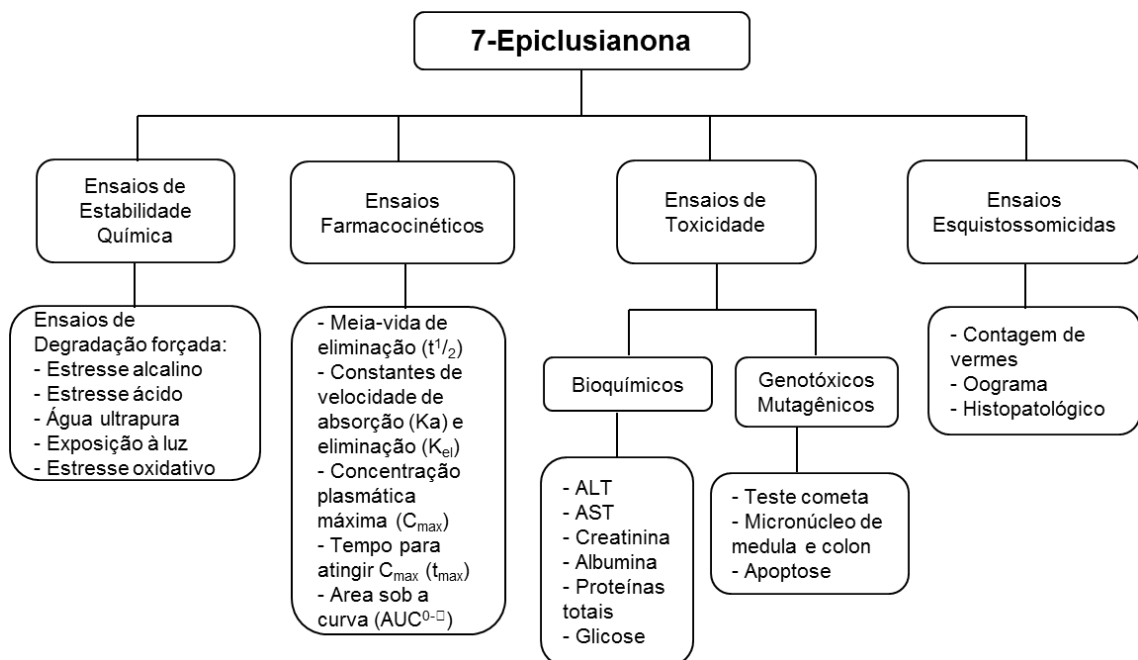 7-Epiclusianona
Ensaios de
Estabilidade
Química
Ensaios
Farmacocinéticos
Ensaios de
Toxicidade
Ensaios
Esquistossomicidas
Ensaios de
Degradação forçada:
- Estresse alcalino
- Estresse ácido
- Água ultrapura
- Exposição à luz
- Estresse oxidativo
- Meia-vida de
eliminação (t¹/₂)
- Constantes de
velocidade de
absorção (Ka) e
eliminação (Kel)
- Concentração
plasmática
máxima (Cmax)
- Tempo para
atingir Cmax (tmax)
- Area sob a
curva (AUC⁰⁻□)
Bioquímicos
Genotóxicos
Mutagênicos
- ALT
- AST
- Creatinina
- Albumina
- Proteínas
totais
- Glicose
- Teste cometa
- Micronúcleo de
medula e colon
- Apoptose
- Contagem de
vermes
- Oograma
- Histopatológico